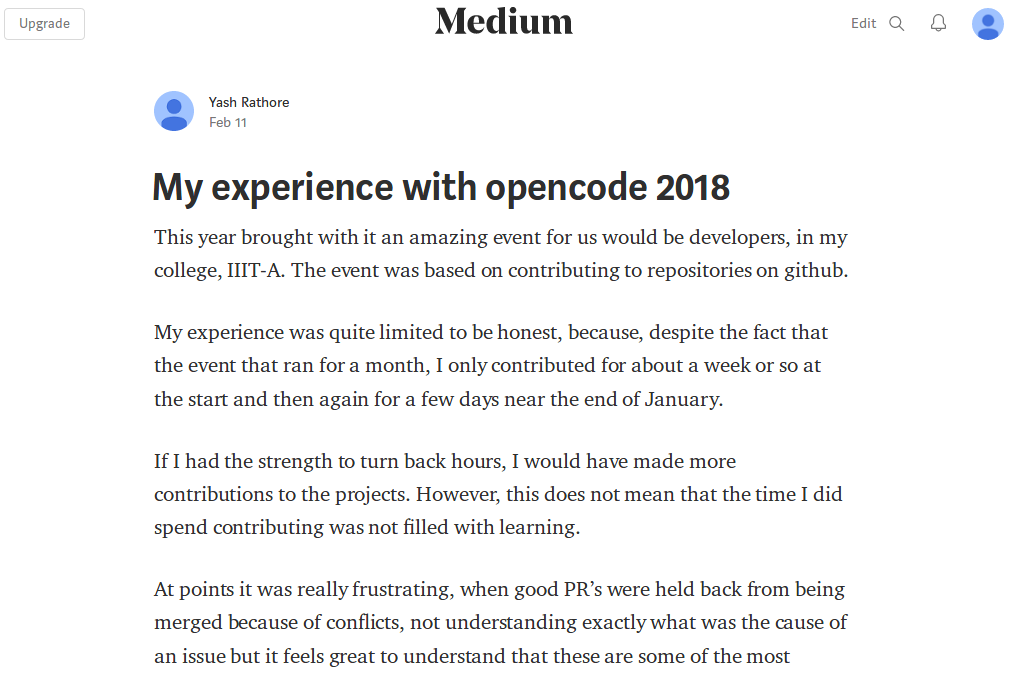 Upgrade
Medium
Edit
Yash Rathore
Feb 11
My experience with opencode 2018
This year brought with it an amazing event for us would be developers, in my
college, IIIT-A. The event was based on contributing to repositories on github.
My experience was quite limited to be honest, because, despite the fact that
the event that ran for a month, I only contributed for about a week or so at
the start and then again for a few days near the end of January.
If I had the strength to turn back hours, I would have made more
contributions to the projects. However, this does not mean that the time I did
spend contributing was not filled with learning.
At points it was really frustrating, when good PR’s were held back from being
merged because of conflicts, not understanding exactly what was the cause of
an issue but it feels great to understand that these are some of the most